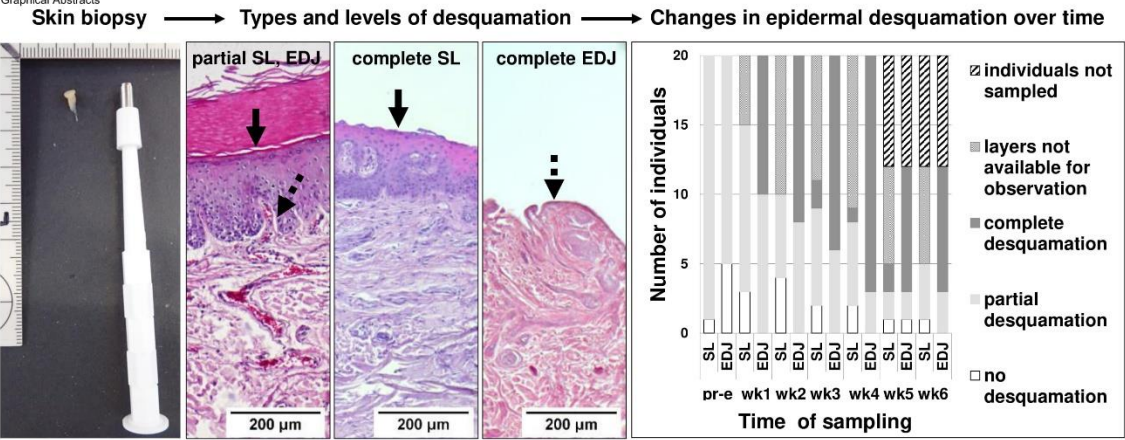 Graphical Abstracts
Skin biopsy
Types and levels of desquamation
Changes in epidermal desquamation over time
partial SL, EDJ
complete SL
complete EDJ
200 µm
200 µm
200 µm
Number of individuals
20
15
10
5
0
SL EDJ SL EDJ SL EDJ SL EDJ SL EDJ SL EDJ SL EDJ
pr-e wk1 wk2 wk3 wk4 wk5 wk6
Time of sampling
individuals not
sampled
layers not
available for
observation
complete
desquamation
partial
desquamation
no
desquamation